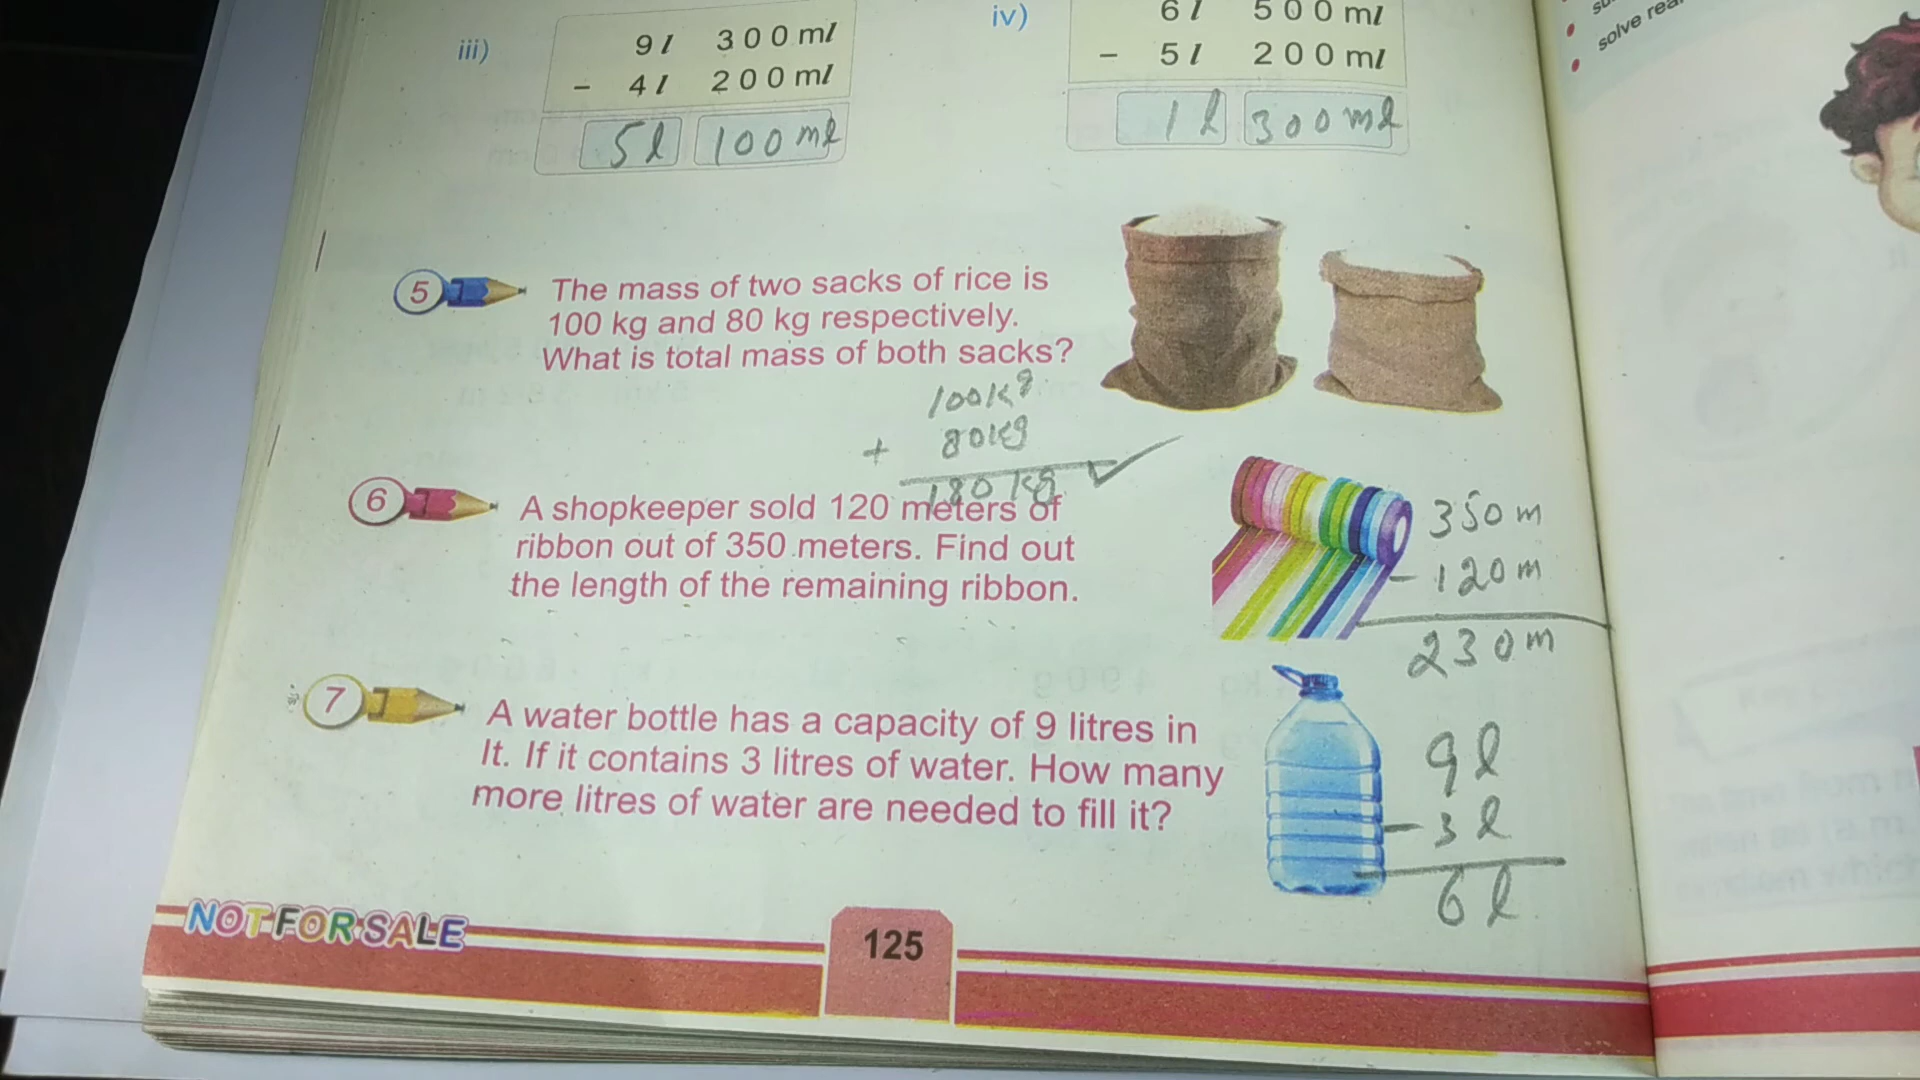 iii)
9 l 300 ml
- 4 l 200 ml
5 l 100 ml
iv)
6 l 500 ml
- 5 l 200 ml
1 l 300 ml
solve
5
The mass of two sacks of rice is
100 kg and 80 kg respectively.
What is total mass of both sacks?
100 kg
+ 80 kg
180 kg
6
A shopkeeper sold 120 meters of
ribbon out of 350 meters. Find out
the length of the remaining ribbon.
350 m
- 120 m
230 m
7
A water bottle has a capacity of 9 litres in
It. If it contains 3 litres of water. How many
more litres of water are needed to fill it?
9 l
- 3 l
6 l
NOT FOR SALE
125